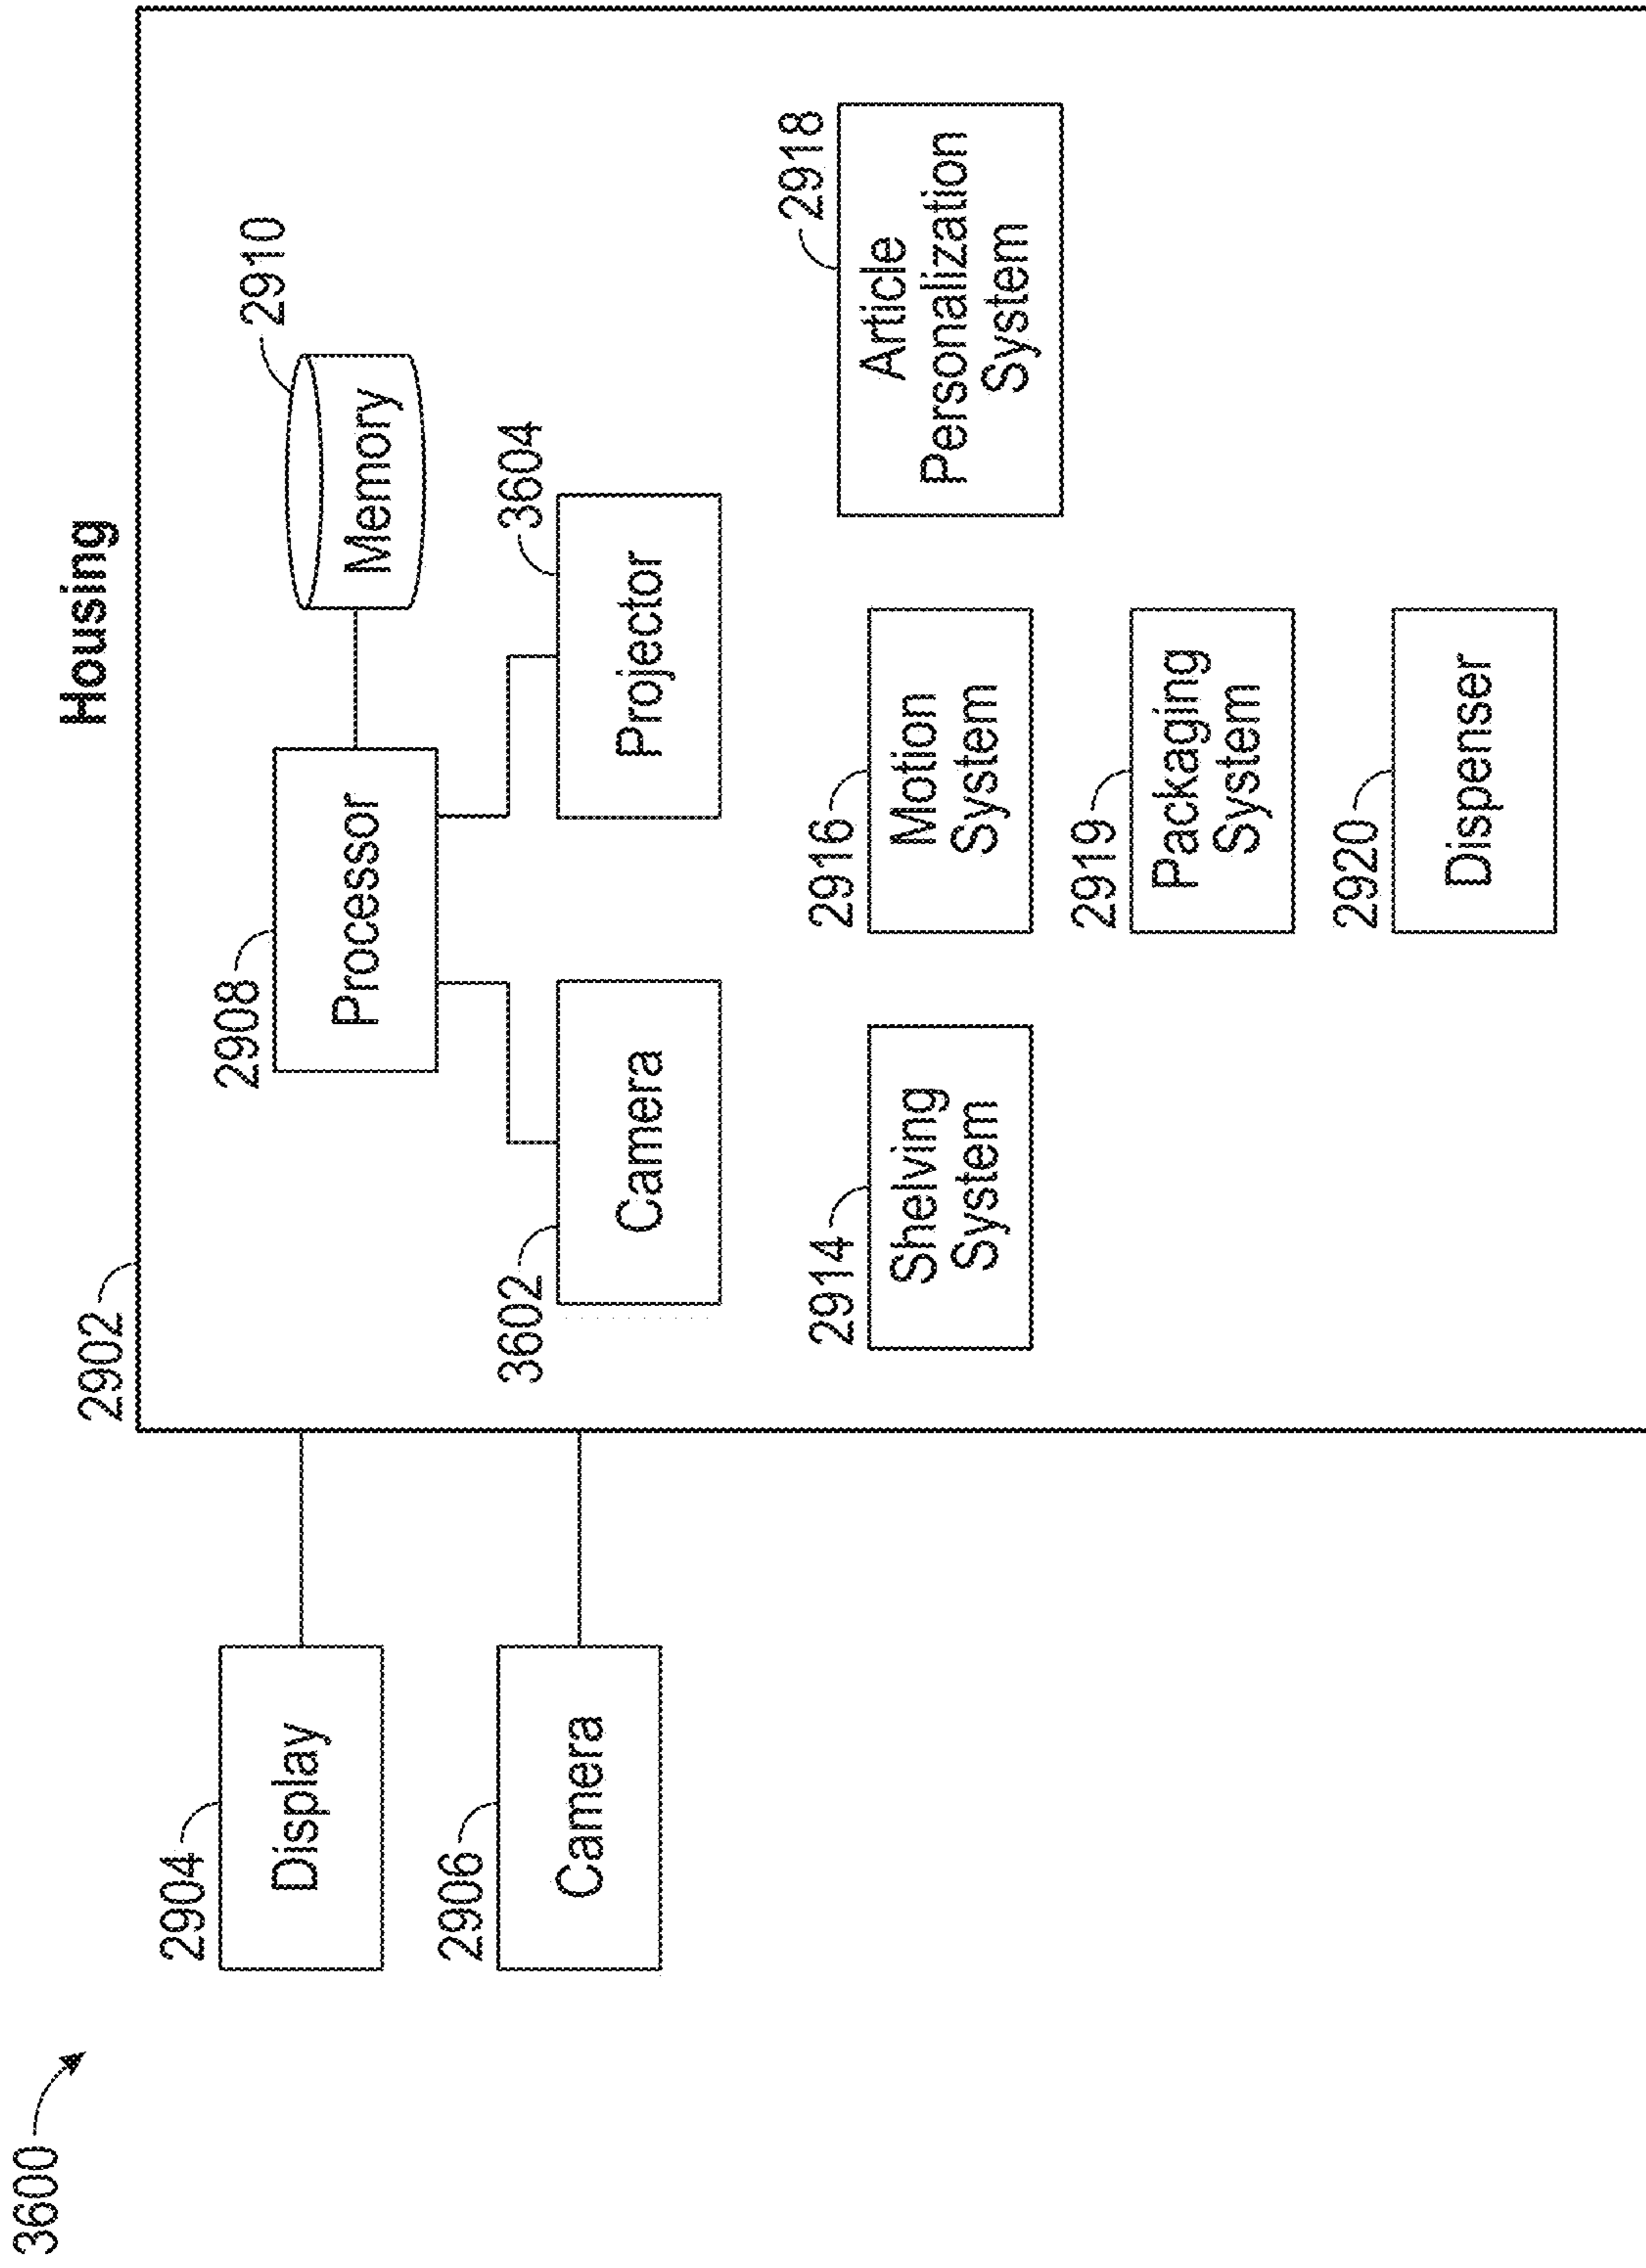 3600
Housing
2902
2904
Display
2906
Camera
2908
Processor
2910
Memory
3602
Camera
3604
Projector
2914
Shelving
System
2916
Motion
System
2918
Article
Personalization
System
2919
Packaging
System
2920
Dispenser